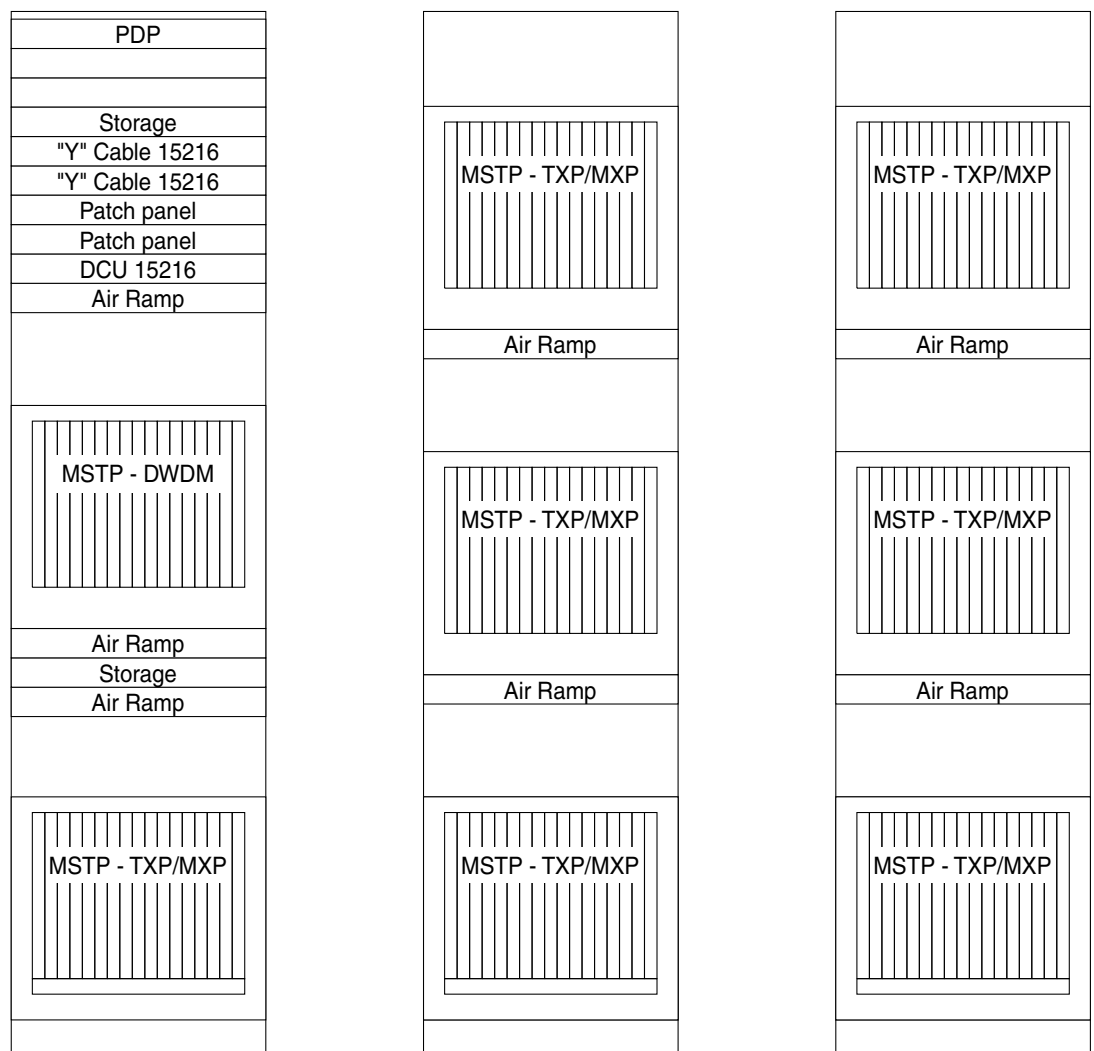 PDP
Storage
"Y" Cable 15216
"Y" Cable 15216
Patch panel
Patch panel
DCU 15216
Air Ramp
MSTP - DWDM
Air Ramp
Storage
Air Ramp
MSTP - TXP/MXP
MSTP - TXP/MXP
Air Ramp
MSTP - TXP/MXP
Air Ramp
MSTP - TXP/MXP
MSTP - TXP/MXP
Air Ramp
MSTP - TXP/MXP
Air Ramp
MSTP - TXP/MXP